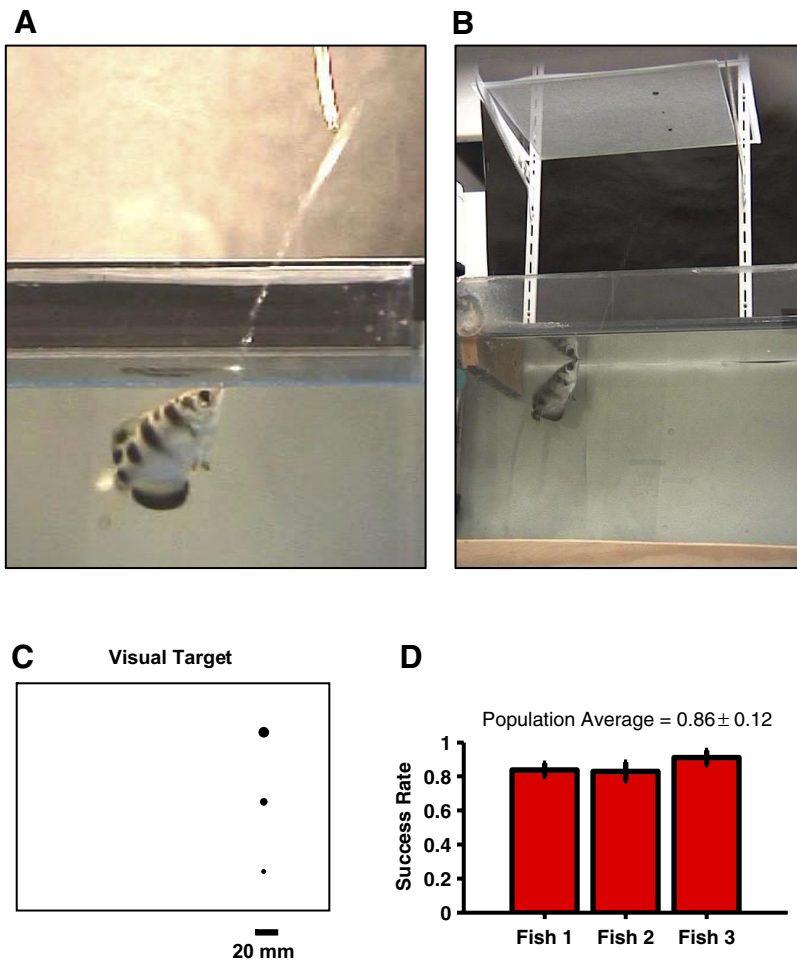 A
B
C
Visual Target
20 mm
D
Population Average = 0.86 ± 0.12
Success Rate
1
0.8
0.6
0.4
0.2
0
Fish 1 Fish 2 Fish 3